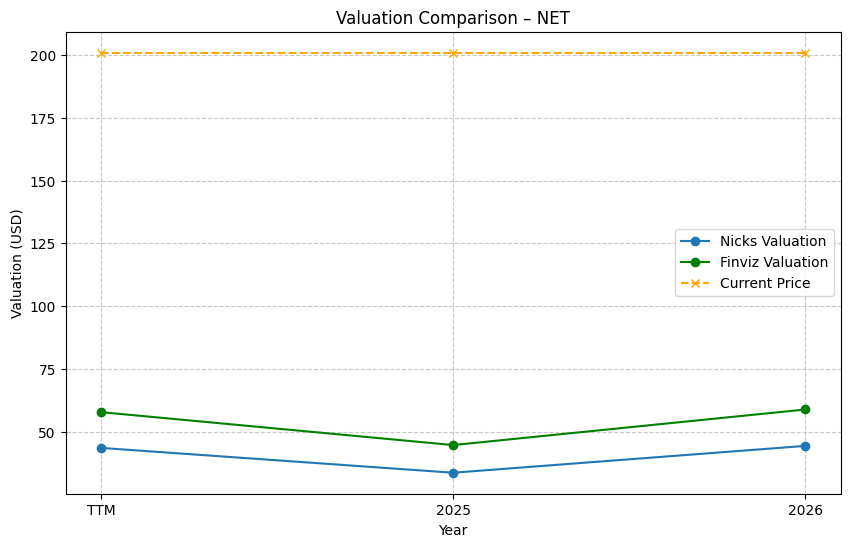 Valuation Comparison – NET
Valuation (USD)
200
175
150
125
100
75
50
Nicks Valuation
Finviz Valuation
Current Price
TTM
2025
2026
Year